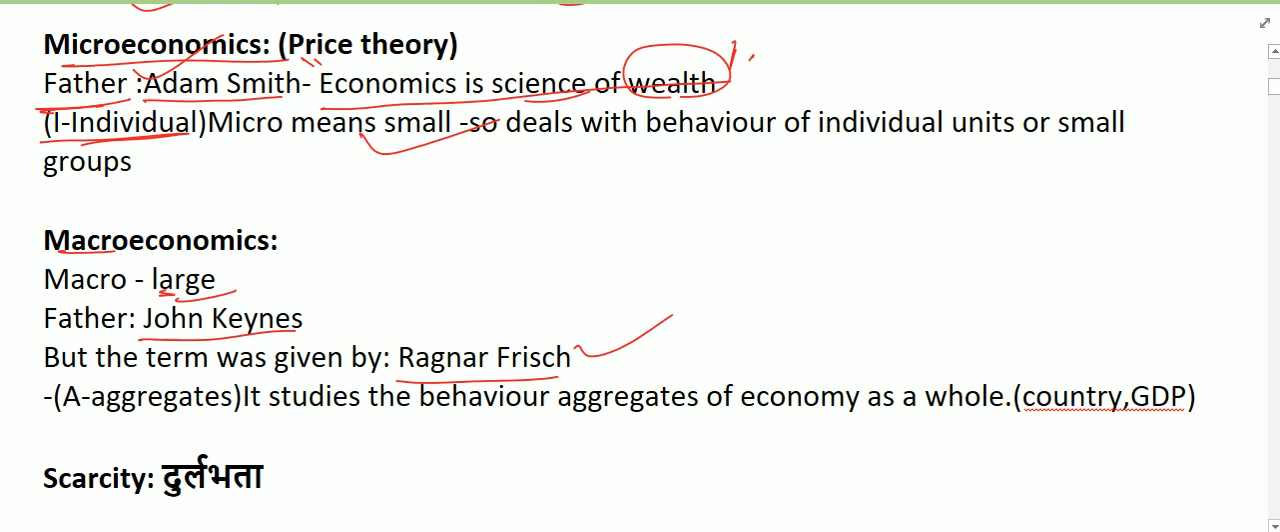 Microeconomics: (Price theory)
Father :Adam Smith- Economics is science of wealth
(I-Individual)Micro means small -so deals with behaviour of individual units or small
groups
Macroeconomics:
Macro - large
Father: John Keynes
But the term was given by: Ragnar Frisch
-(A-aggregates)It studies the behaviour aggregates of economy as a whole.(country,GDP)
Scarcity: दुर्लभता